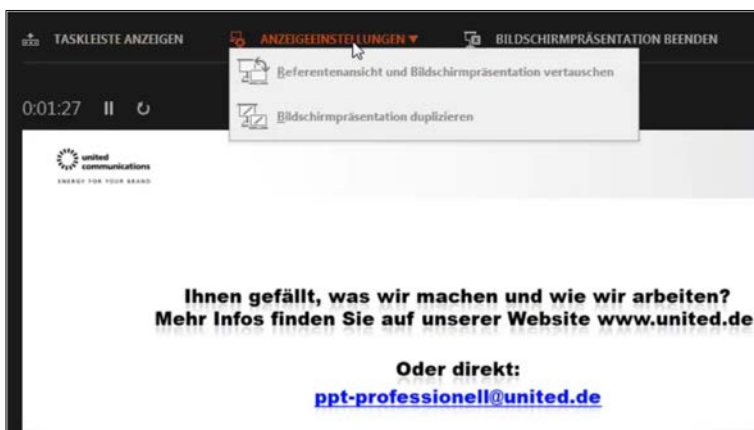 TASKLEISTE ANZEIGEN ANZEIGEEINSTELLUNGEN ▼ BILDSCHIRMPRÄSENTATION BEENDEN
Referentenansicht und Bildschirmpräsentation vertauschen
Bildschirmpräsentation duplizieren
0:01:27
united
communications
ENERGY FOR YOUR BRAND
Ihnen gefällt, was wir machen und wie wir arbeiten?
Mehr Infos finden Sie auf unserer Website www.united.de
Oder direkt:
ppt-professionell@united.de